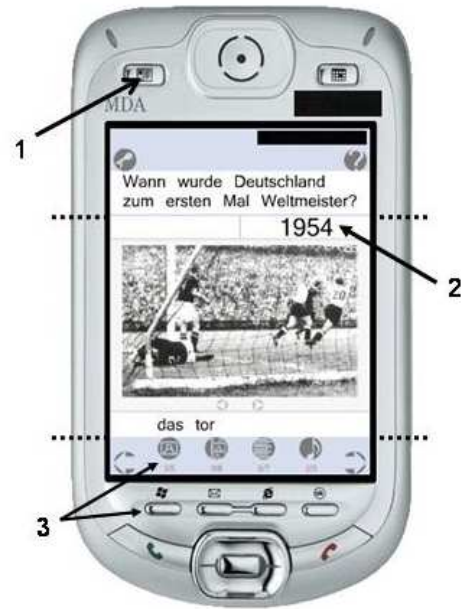 1
MDA
Wann wurde Deutschland
zum ersten Mal Weltmeister?
1954
2
das tor
3